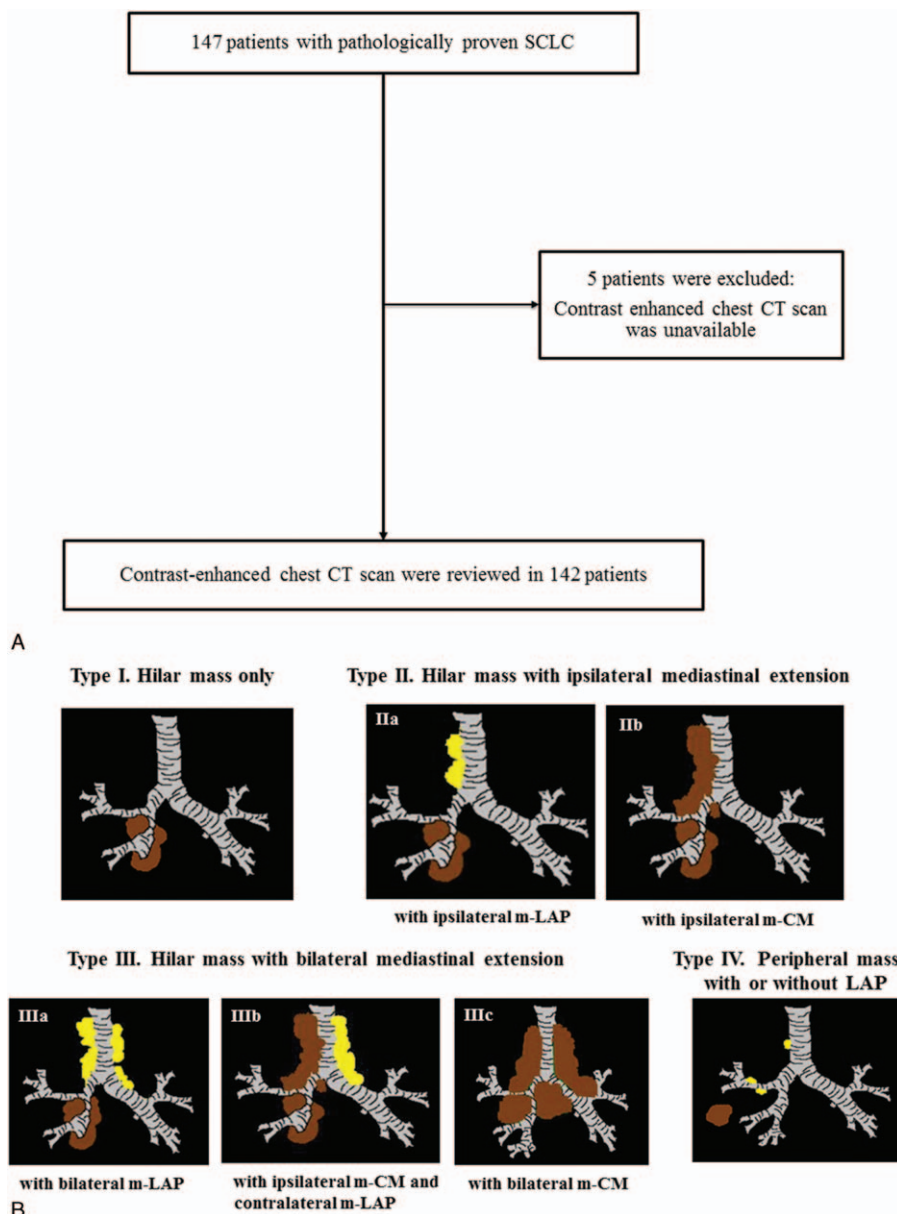 147 patients with pathologically proven SCLC
5 patients were excluded:
Contrast enhanced chest CT scan
was unavailable
Contrast-enhanced chest CT scan were reviewed in 142 patients
A
Type I. Hilar mass only
Type II. Hilar mass with ipsilateral mediastinal extension
IIa
IIb
with ipsilateral m-LAP
with ipsilateral m-CM
Type III. Hilar mass with bilateral mediastinal extension
Type IV. Peripheral mass
with or without LAP
IIIa
IIIb
IIIc
with bilateral m-LAP
with ipsilateral m-CM and
contralateral m-LAP
with bilateral m-CM
B